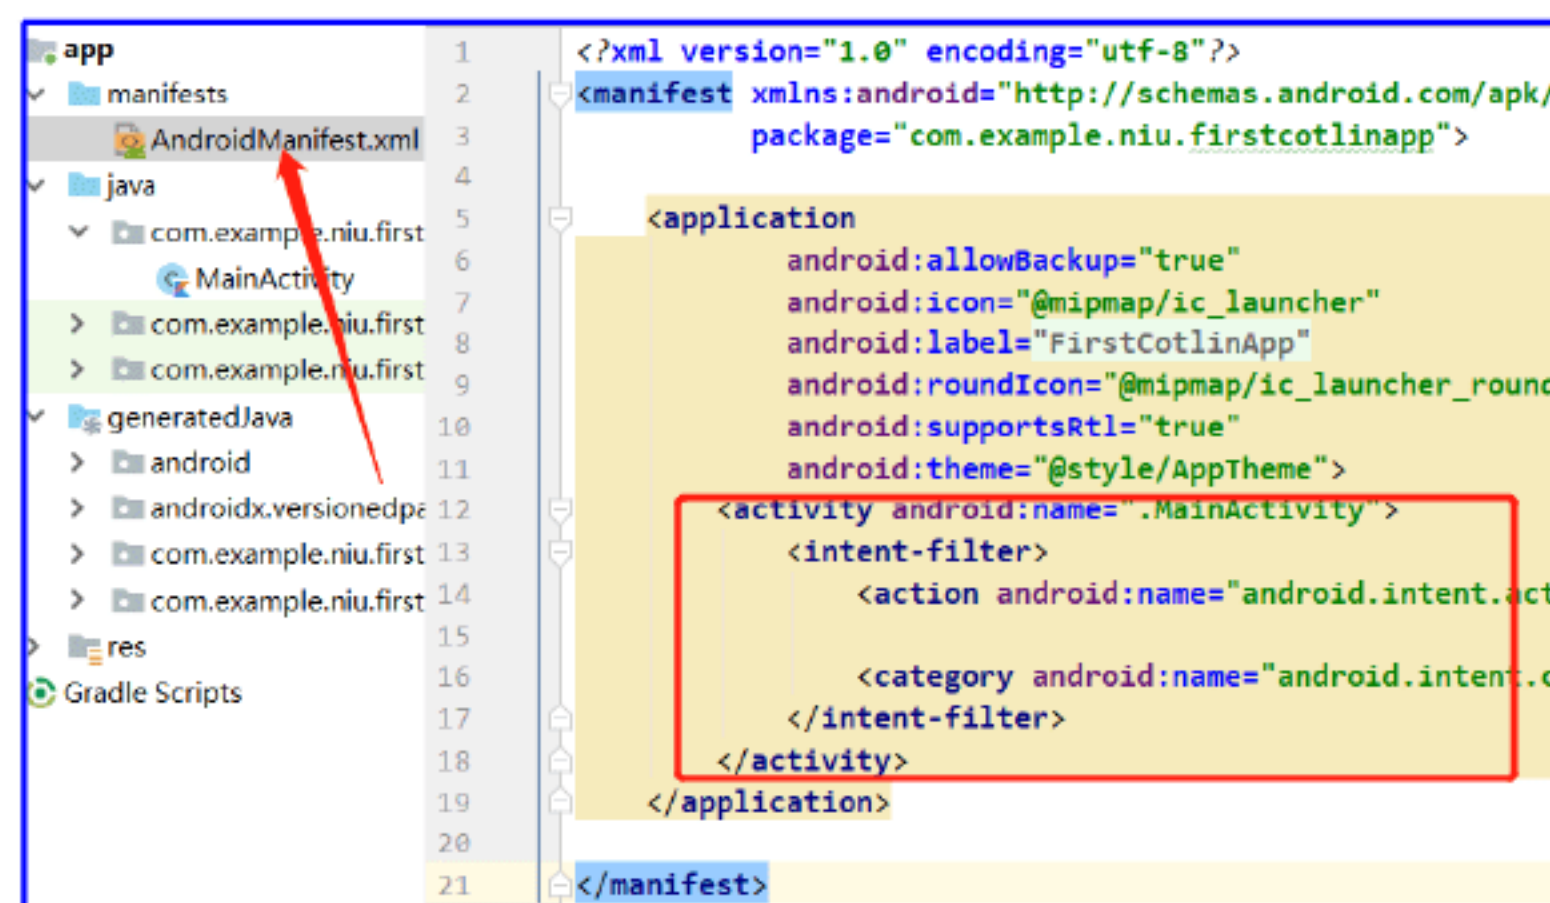 app
manifests
AndroidManifest.xml
java
com.example.niu.first
MainActivity
com.example.niu.first
com.example.niu.first
generatedJava
android
androidx.versionedpa
com.example.niu.first
com.example.niu.first
res
Gradle Scripts
1 <?xml version="1.0" encoding="utf-8"?>
2 <manifest xmlns:android="http://schemas.android.com/apk/
3 package="com.example.niu.firstcotlinapp">
4
5 <application
6 android:allowBackup="true"
7 android:icon="@mipmap/ic_launcher"
8 android:label="FirstCotlinApp"
9 android:roundIcon="@mipmap/ic_launcher_round
10 android:supportsRtl="true"
11 android:theme="@style/AppTheme">
12 <activity android:name=".MainActivity">
13 <intent-filter>
14 <action android:name="android.intent.act
15
16 <category android:name="android.intent.c
17 </intent-filter>
18 </activity>
19 </application>
20
21 </manifest>